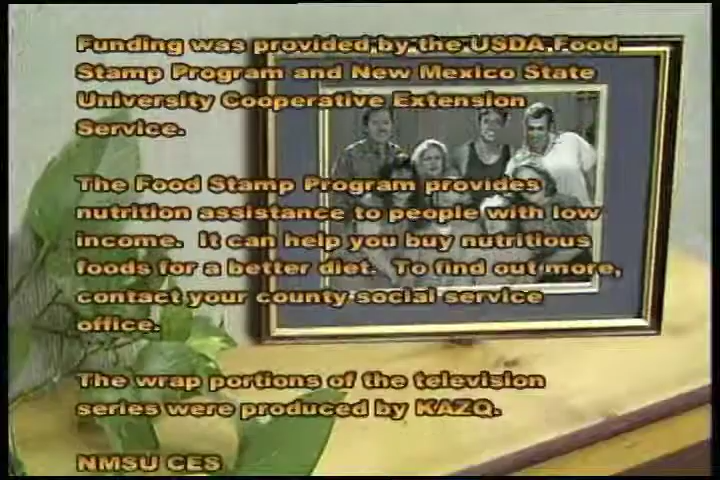 Funding was provided by the USDA Food
Stamp Program and New Mexico State
University Cooperative Extension
Service.
The Food Stamp Program provides
nutrition assistance to people with low
income. It can help you buy nutritious
foods for a better diet. To find out more,
contact your county social service
office.
The wrap portions of the television
series were produced by KAZQ.
NMSU CES